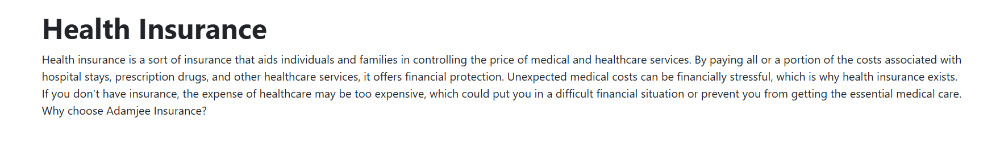 Health Insurance
Health insurance is a sort of insurance that aids individuals and families in controlling the price of medical and healthcare services. By paying all or a portion of the costs associated with
hospital stays, prescription drugs, and other healthcare services, it offers financial protection. Unexpected medical costs can be financially stressful, which is why health insurance exists.
If you don't have insurance, the expense of healthcare may be too expensive, which could put you in a difficult financial situation or prevent you from getting the essential medical care.
Why choose Adamjee Insurance?